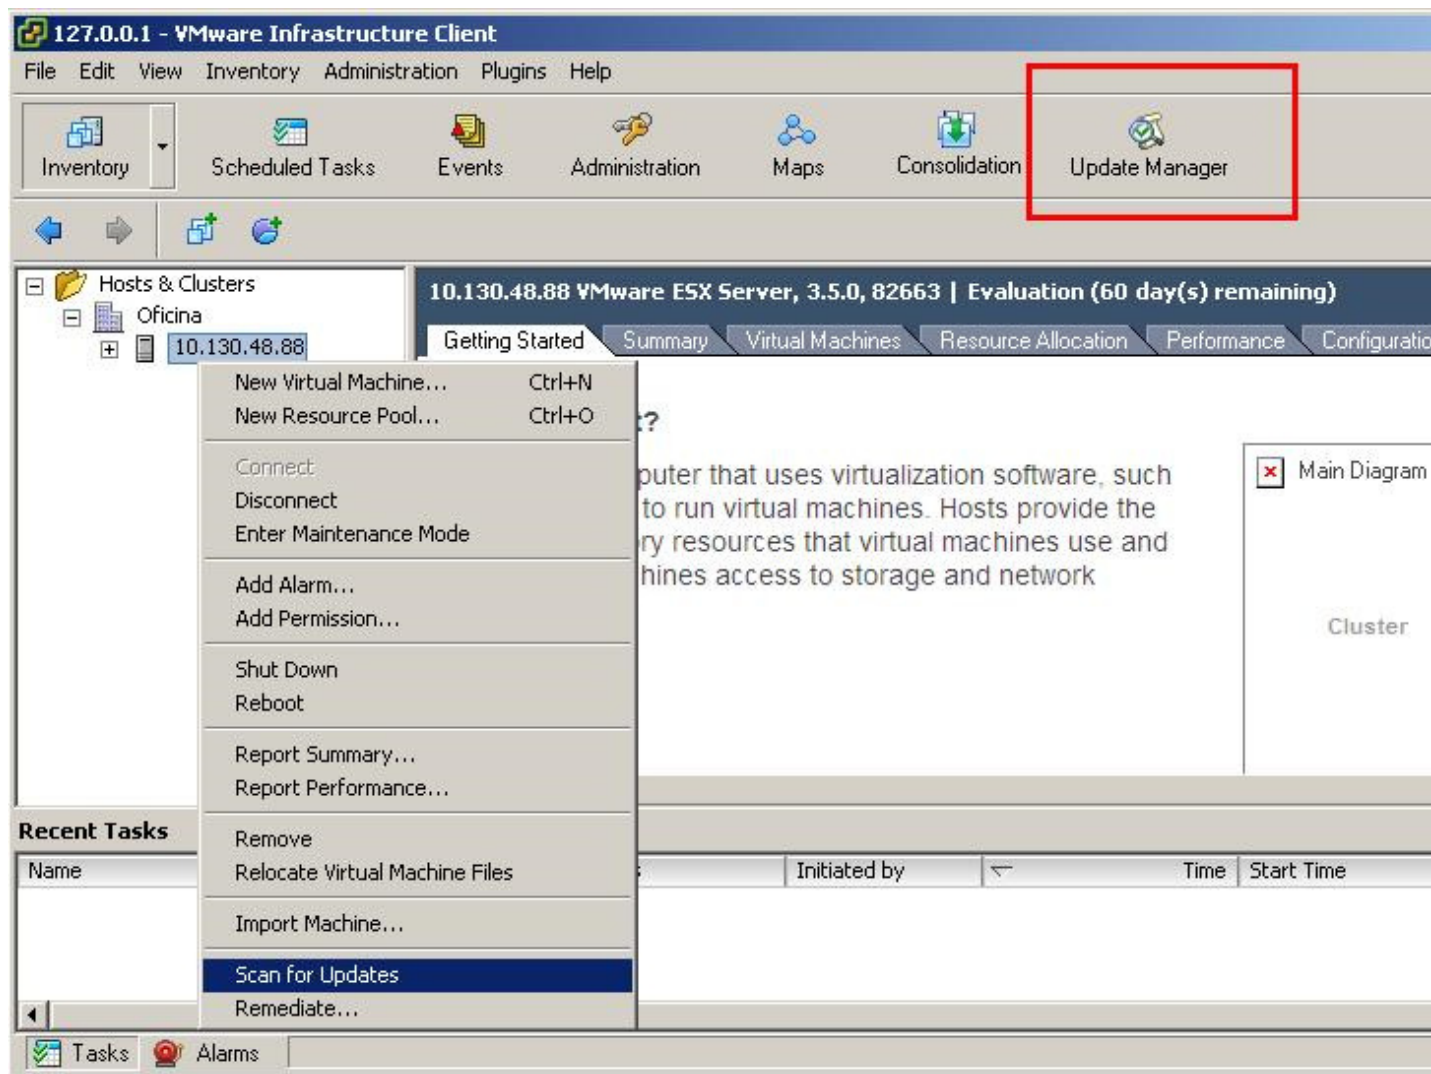 127.0.0.1 - VMware Infrastructure Client
File Edit View Inventory Administration Plugins Help
Inventory Scheduled Tasks Events Administration Maps Consolidation Update Manager
Hosts & Clusters
Oficina
10.130.48.88
10.130.48.88 VMware ESX Server, 3.5.0, 82663 | Evaluation (60 day(s) remaining)
Getting Started Summary Virtual Machines Resource Allocation Performance Configuratio
New Virtual Machine... Ctrl+N
New Resource Pool... Ctrl+O
Connect
Disconnect
Enter Maintenance Mode
Add Alarm...
Add Permission...
Shut Down
Reboot
Report Summary...
Report Performance...
Remove
Relocate Virtual Machine Files
Import Machine...
Scan for Updates
Remediate...
?
puter that uses virtualization software, such
to run virtual machines. Hosts provide the
ry resources that virtual machines use and
hines access to storage and network
Main Diagram
Cluster
Recent Tasks
Name Initiated by Time Start Time
Tasks Alarms